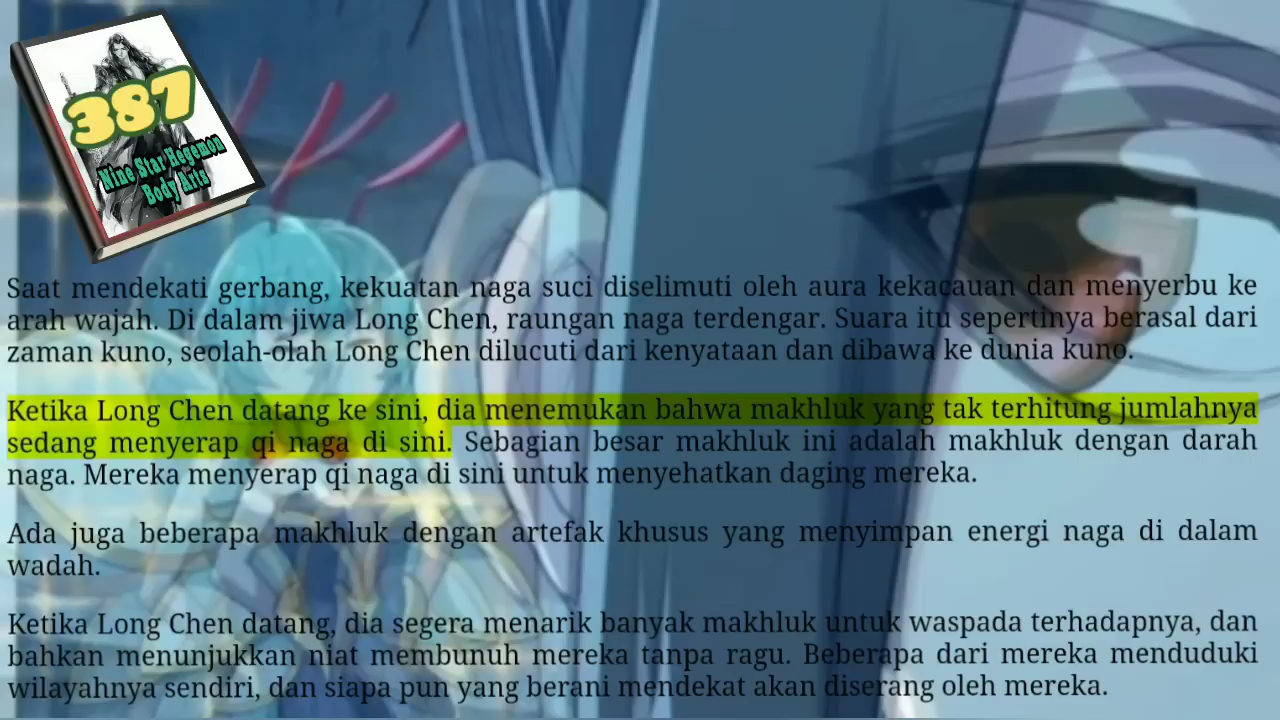 387
Nine Star Hegemon
Body Arts
Saat mendekati gerbang, kekuatan naga suci diselimuti oleh aura kekacauan dan menyerbu ke
arah wajah. Di dalam jiwa Long Chen, raungan naga terdengar. Suara itu sepertinya berasal dari
zaman kuno, seolah-olah Long Chen dilucuti dari kenyataan dan dibawa ke dunia kuno.
Ketika Long Chen datang ke sini, dia menemukan bahwa makhluk yang tak terhitung jumlahnya
sedang menyerap qi naga di sini. Sebagian besar makhluk ini adalah makhluk dengan darah
naga. Mereka menyerap qi naga di sini untuk menyehatkan daging mereka.
Ada juga beberapa makhluk dengan artefak khusus yang menyimpan energi naga di dalam
wadah.
Ketika Long Chen datang, dia segera menarik banyak makhluk untuk waspada terhadapnya, dan
bahkan menunjukkan niat membunuh mereka tanpa ragu. Beberapa dari mereka menduduki
wilayahnya sendiri, dan siapa pun yang berani mendekat akan diserang oleh mereka.